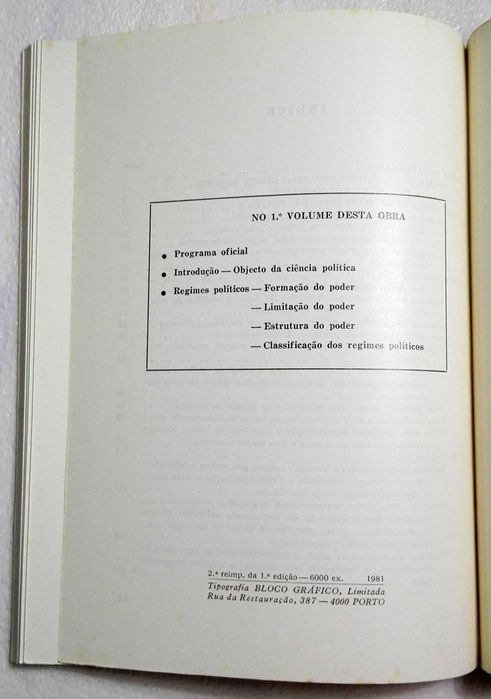 NO 1.º VOLUME DESTA OBRA
● Programa oficial
● Introdução — Objecto da ciência política
● Regimes políticos — Formação do poder
— Limitação do poder
— Estrutura do poder
— Classificação dos regimes políticos
2.ª reimp. da 1.ª edição — 6000 ex. 1981
Tipografia BLOCO GRÁFICO, Limitada
Rua da Restauração, 387 — 4000 PORTO